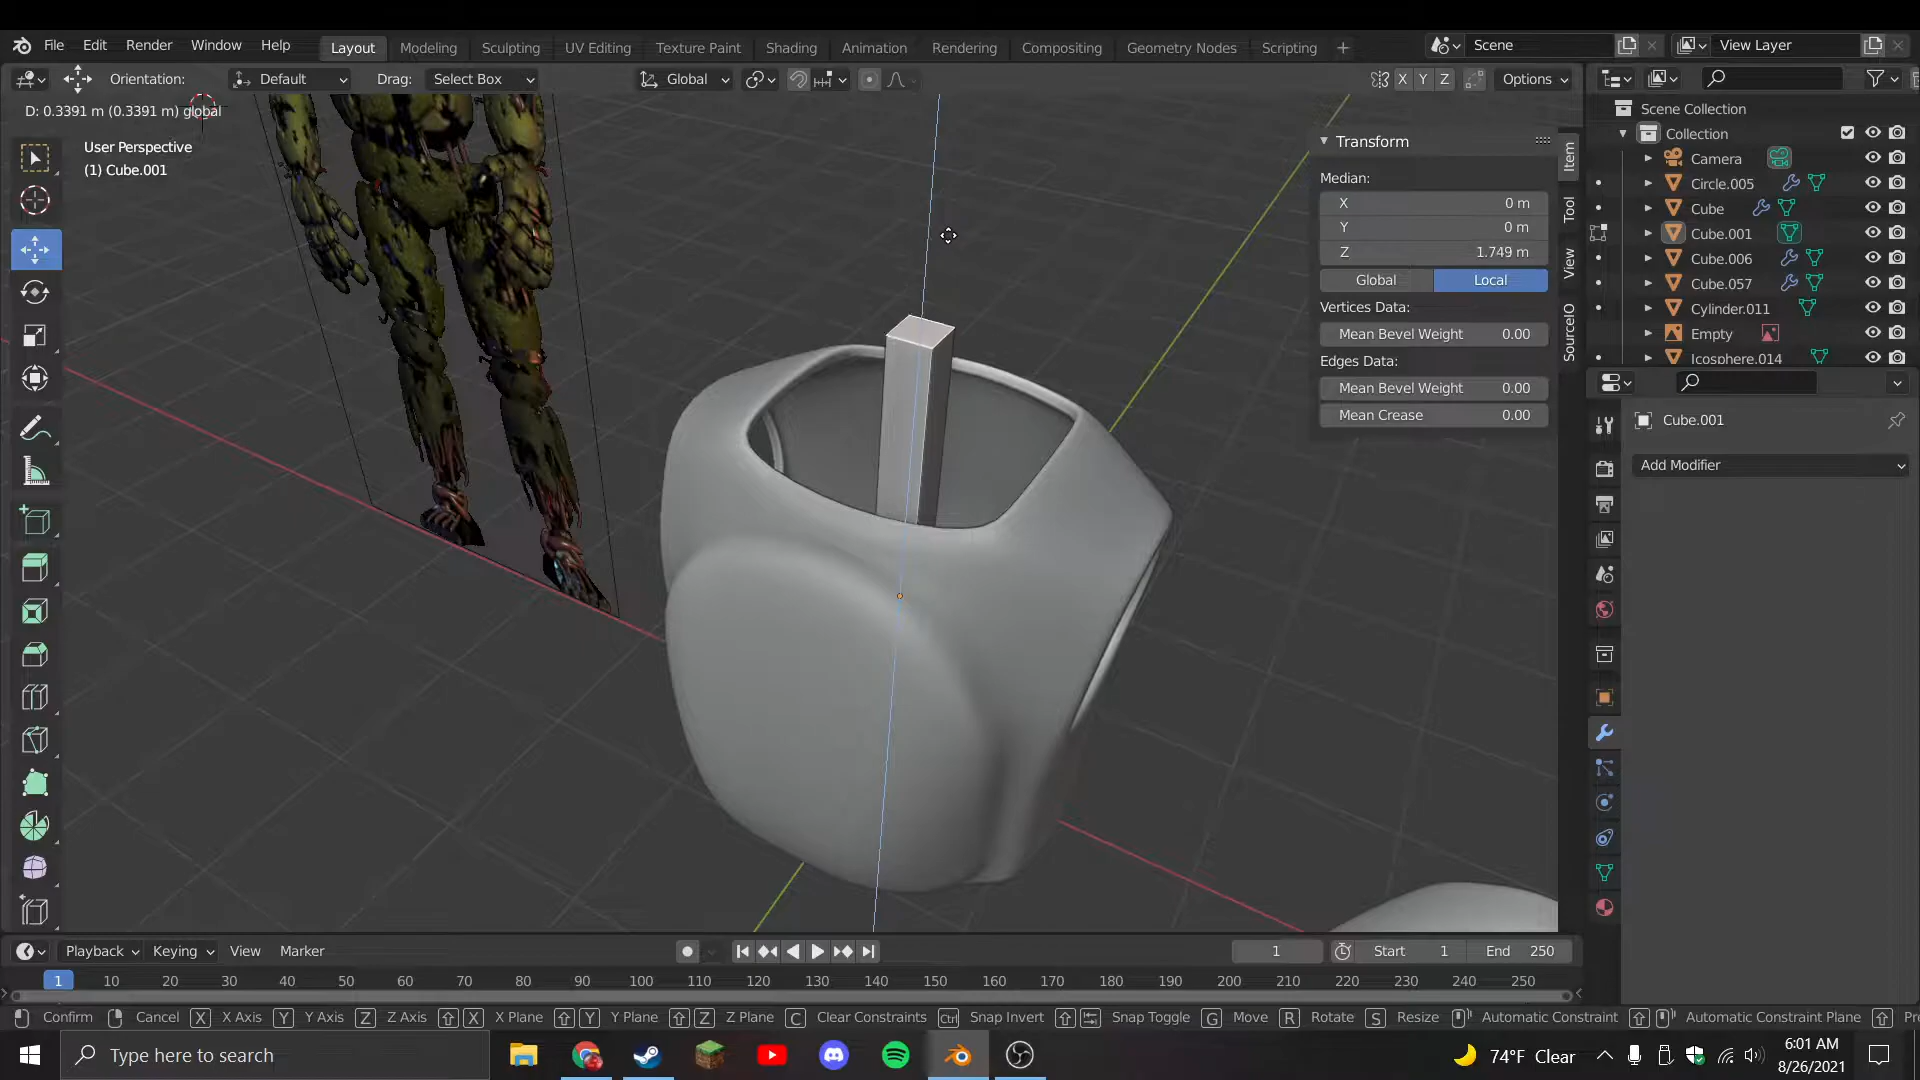 File Edit Render Window Help Layout Modeling Sculpting UV Editing Texture Paint Shading Animation Rendering Compositing Geometry Nodes Scripting + Scene View Layer
Orientation: Default Drag: Select Box Global X Y Z Options
D: 0.3391 m (0.3391 m) global
User Perspective
(1) Cube.001
Transform
Median:
X 0 m
Y 0 m
Z 1.749 m
Global Local
Vertices Data:
Mean Bevel Weight 0.00
Edges Data:
Mean Bevel Weight 0.00
Mean Crease 0.00
Item
Tool
View
SourceIO
Scene Collection
Collection
Camera
Circle.005
Cube
Cube.001
Cube.006
Cube.057
Cylinder.011
Empty
Icosphere.014
Cube.001
Add Modifier
Playback Keying View Marker 1 Start 1 End 250
1 10 20 30 40 50 60 70 80 90 100 110 120 130 140 150 160 170 180 190 200 210 220 230 240 250
Confirm Cancel X X Axis Y Y Axis Z Z Axis X X Plane Y Y Plane Z Z Plane C Clear Constraints Ctrl Snap Invert Snap Toggle G Move R Rotate S Resize Automatic Constraint Automatic Constraint Plane
Type here to search 74°F Clear 6:01 AM
8/26/2021